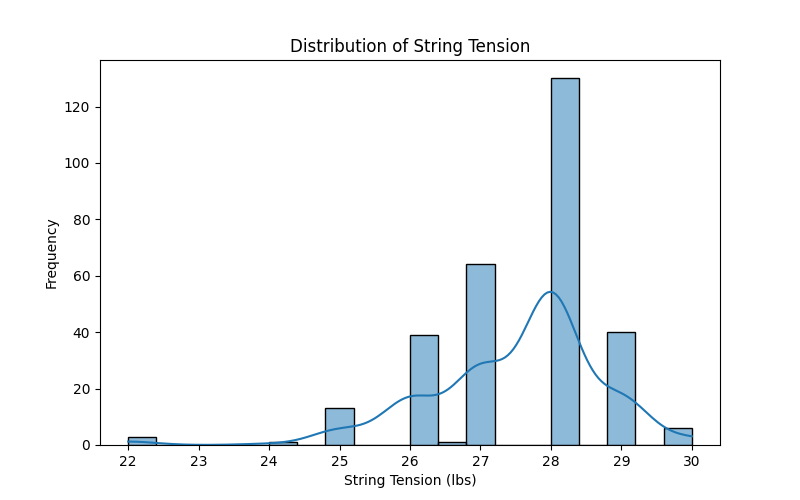 Distribution of String Tension
Frequency
120
100
80
60
40
20
0
22 23 24 25 26 27 28 29 30
String Tension (lbs)